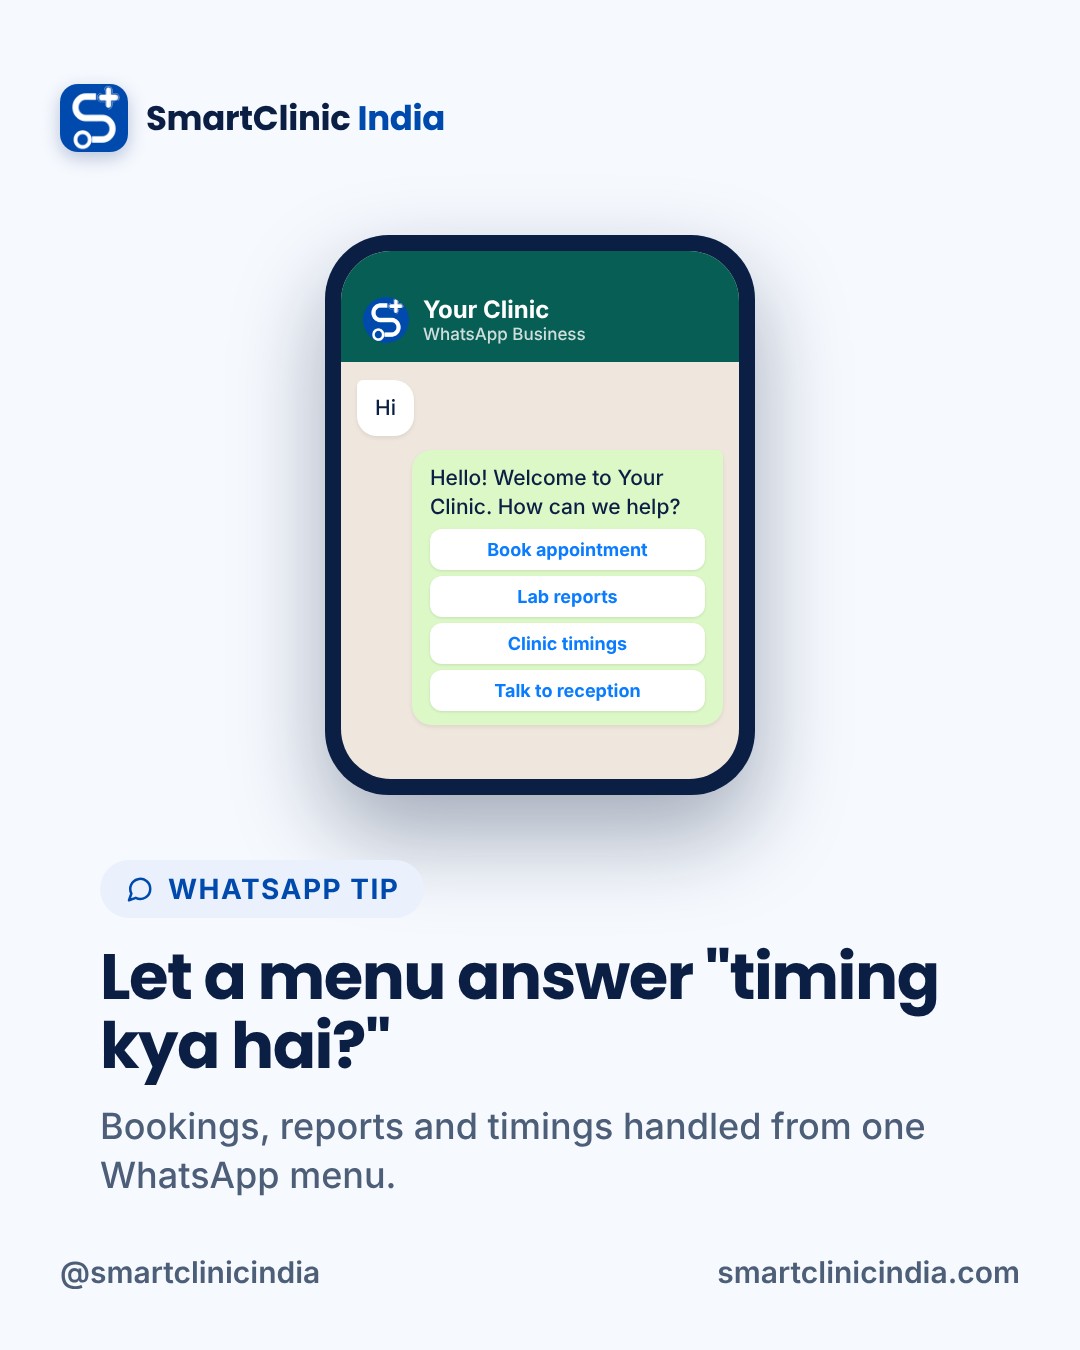 SmartClinic India
Your Clinic
WhatsApp Business
Hi
Hello! Welcome to Your
Clinic. How can we help?
Book appointment
Lab reports
Clinic timings
Talk to reception
WHATSAPP TIP
Let a menu answer "timing
kya hai?"
Bookings, reports and timings handled from one
WhatsApp menu.
@smartclinicindia
smartclinicindia.com